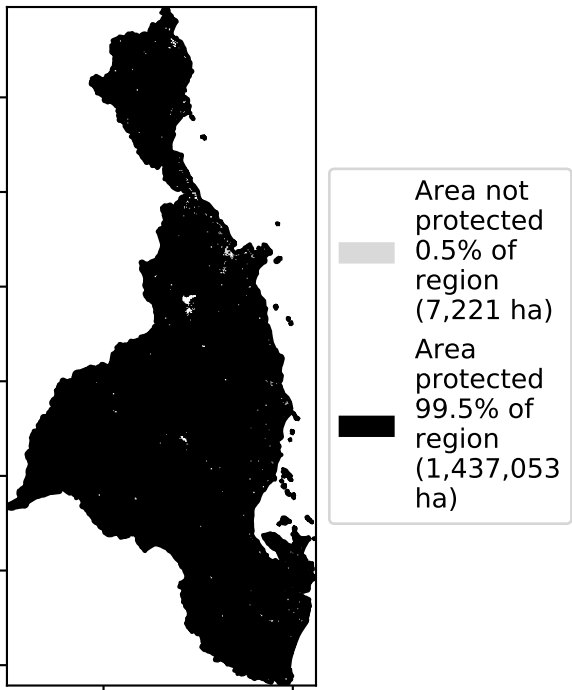 Area not
protected
0.5% of
region
(7,221 ha)
Area
protected
99.5% of
region
(1,437,053
ha)